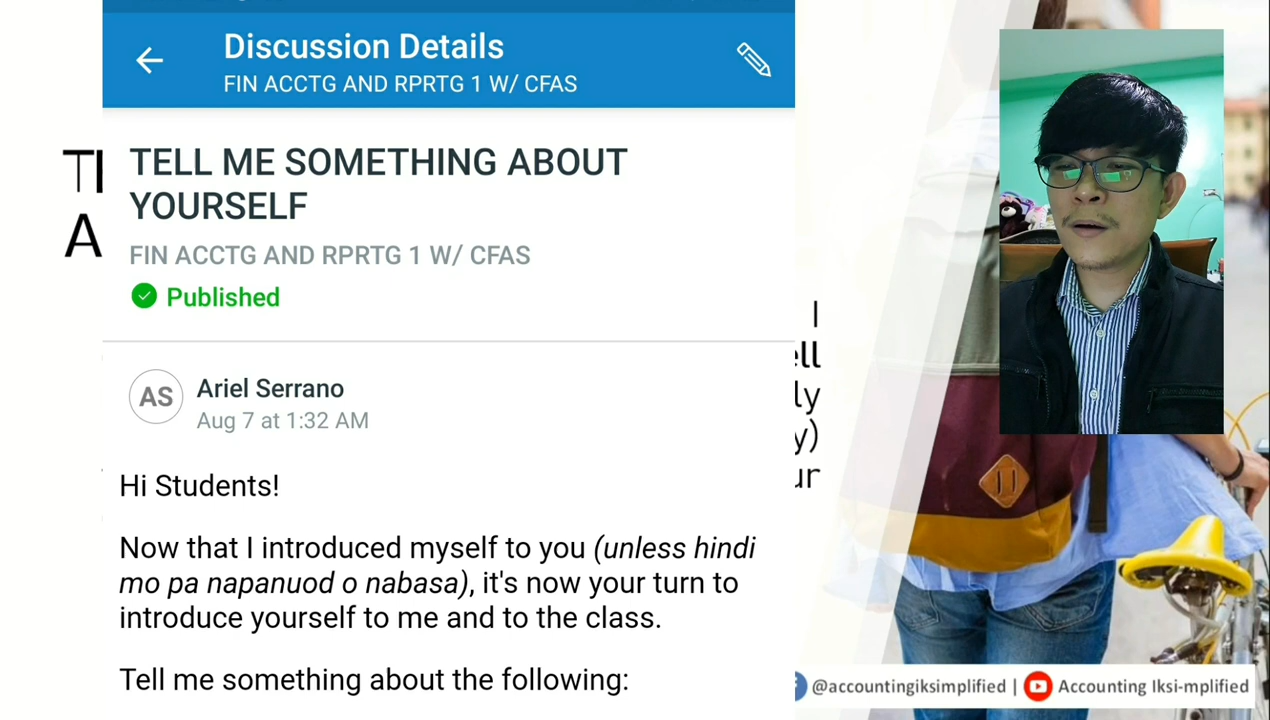 Discussion Details
FIN ACCTG AND RPRTG 1 W/ CFAS
TELL ME SOMETHING ABOUT
YOURSELF
FIN ACCTG AND RPRTG 1 W/ CFAS
Published
AS
Ariel Serrano
Aug 7 at 1:32 AM
Hi Students!
Now that I introduced myself to you (unless hindi
mo pa napanuod o nabasa), it's now your turn to
introduce yourself to me and to the class.
Tell me something about the following:
@accountingiksimplified | Accounting Iksi-mplified